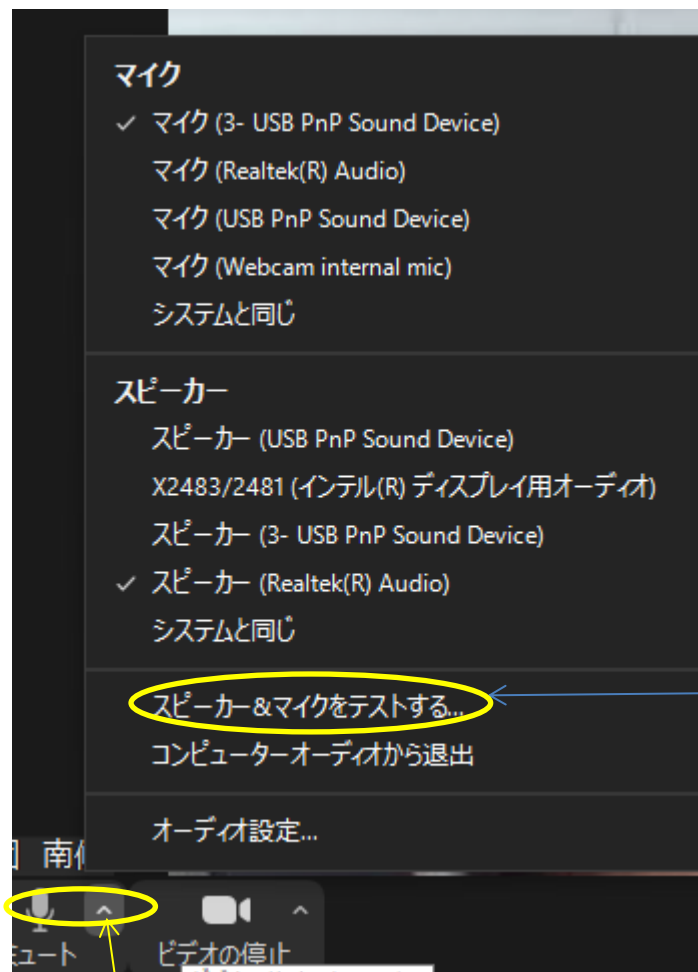 マイク
マイク (3- USB PnP Sound Device)
マイク (Realtek(R) Audio)
マイク (USB PnP Sound Device)
マイク (Webcam internal mic)
システムと同じ
スピーカー
スピーカー (USB PnP Sound Device)
X2483/2481 (インテル(R) ディスプレイ用オーディオ)
スピーカー (3- USB PnP Sound Device)
スピーカー (Realtek(R) Audio)
システムと同じ
スピーカー&マイクをテストする...
コンピューターオーディオから退出
オーディオ設定...
南
ミュート
ビデオの停止